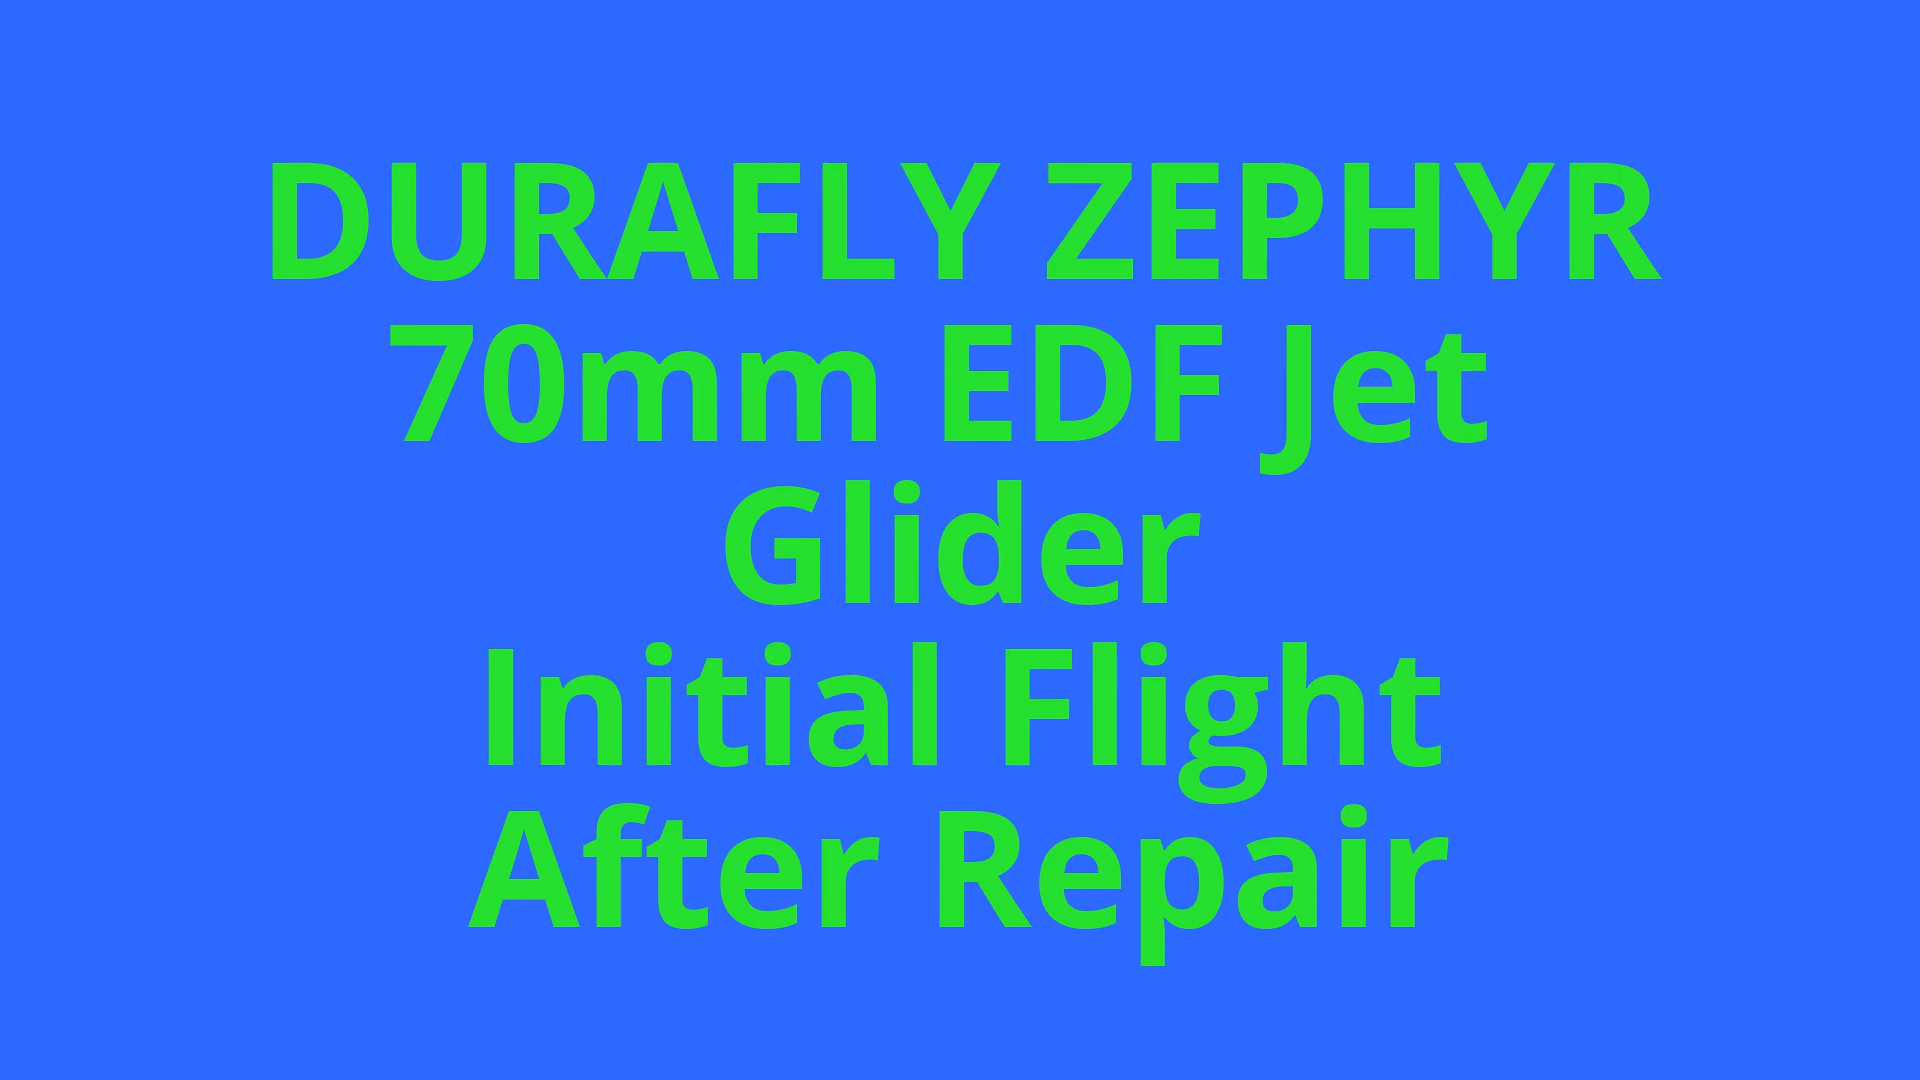 DURAFLY ZEPHYR
70mm EDF Jet
Glider
Initial Flight
After Repair